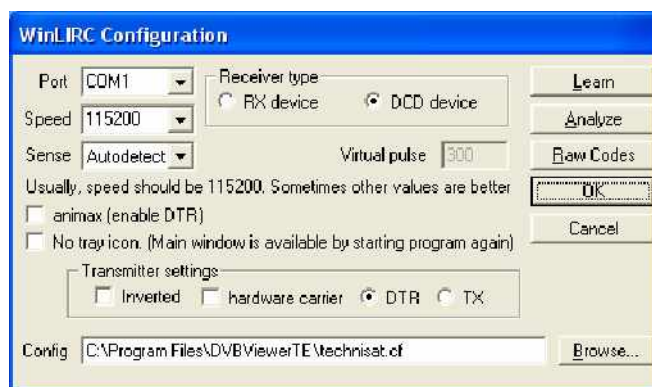 WinLIRC Configuration
Port COM1
Receiver type
RX device DCD device
Learn
Speed 115200
Analyze
Sense Autodetect
Virtual pulse 300
Raw Codes
Usually, speed should be 115200. Sometimes other values are better
OK
animax (enable DTR)
Cancel
No tray icon. (Main window is available by starting program again)
Transmitter settings
Inverted hardware carrier DTR TX
Config C:\Program Files\DVBViewerTE\technisat.cf
Browse...